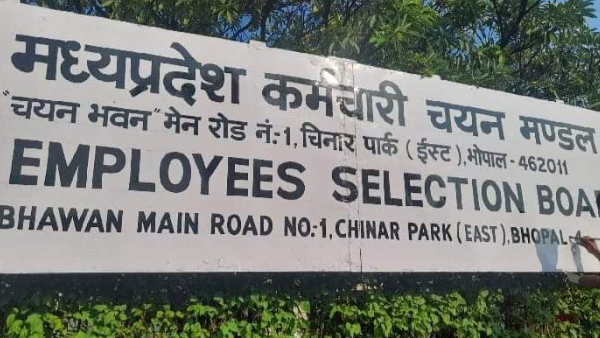 मध्यप्रदेश कर्मचारी चयन मण्डल
"चयन भवन" मेन रोड नं:-1, चिनार पार्क ( ईस्ट ), भोपाल - 462011
EMPLOYEES SELECTION BOA
BHAWAN MAIN ROAD NO.:-1, CHINAR PARK (EAST), BHOPAL